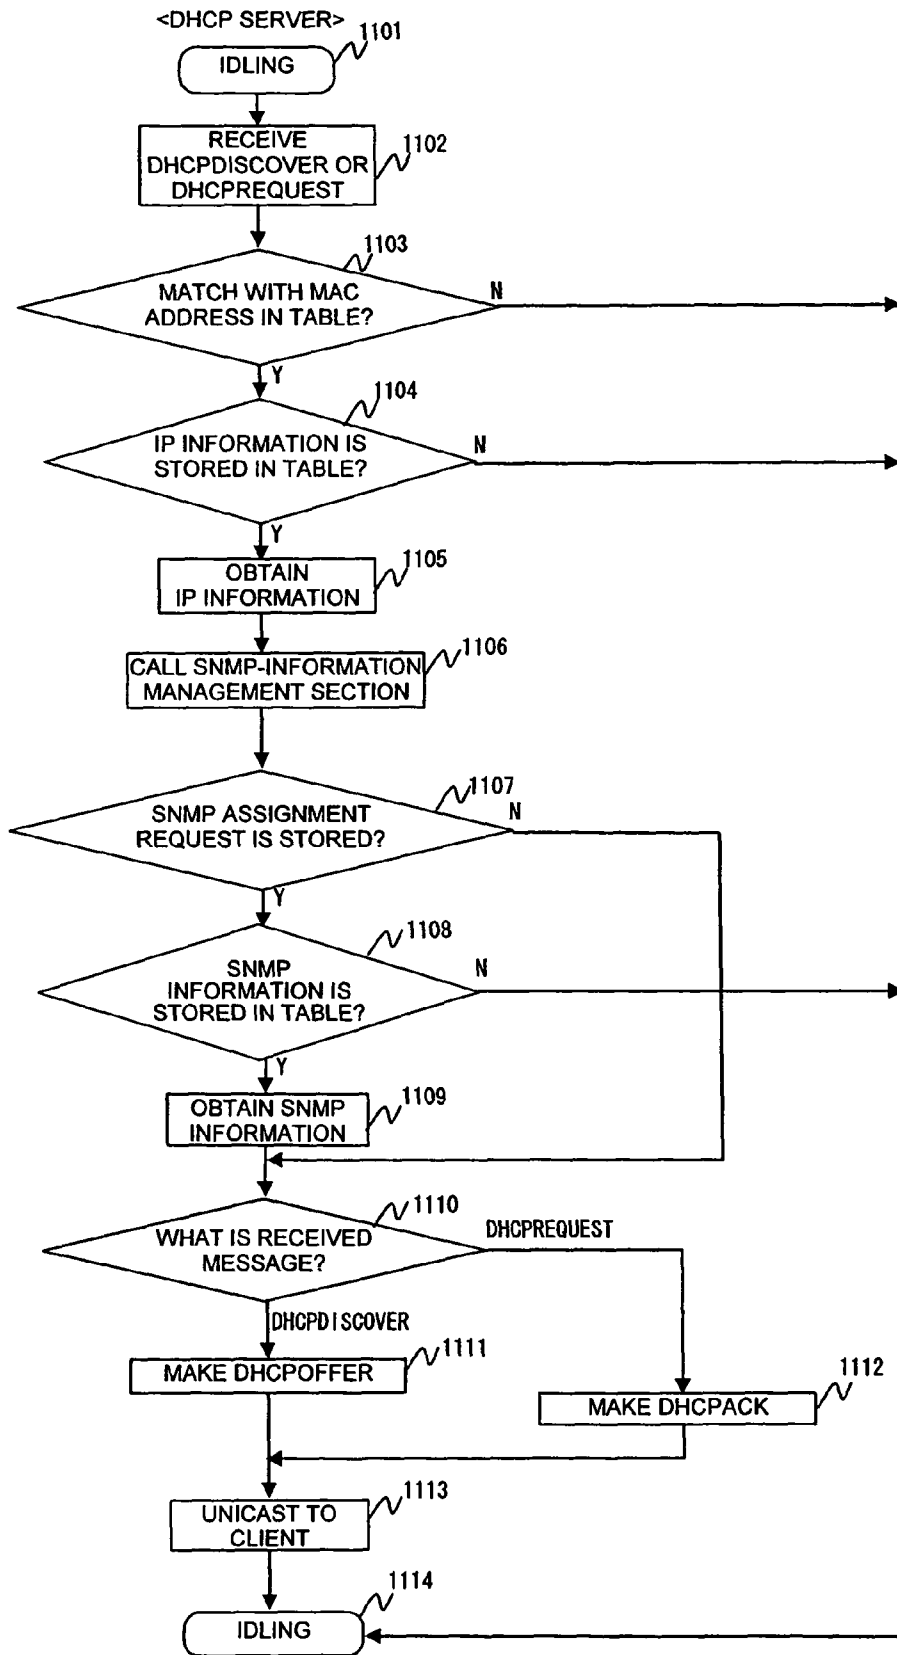 <DHCP SERVER>
1101
IDLING
1102
RECEIVE
DHCPDISCOVER OR
DHCPREQUEST
1103
MATCH WITH MAC
ADDRESS IN TABLE?
N
Y
1104
IP INFORMATION IS
STORED IN TABLE?
N
Y
1105
OBTAIN
IP INFORMATION
1106
CALL SNMP-INFORMATION
MANAGEMENT SECTION
1107
SNMP ASSIGNMENT
REQUEST IS STORED?
N
Y
1108
SNMP
INFORMATION IS
STORED IN TABLE?
N
Y
1109
OBTAIN SNMP
INFORMATION
1110
WHAT IS RECEIVED
MESSAGE?
DHCPREQUEST
DHCPDISCOVER
1111
MAKE DHCPOFFER
1112
MAKE DHCPACK
1113
UNICAST TO
CLIENT
1114
IDLING